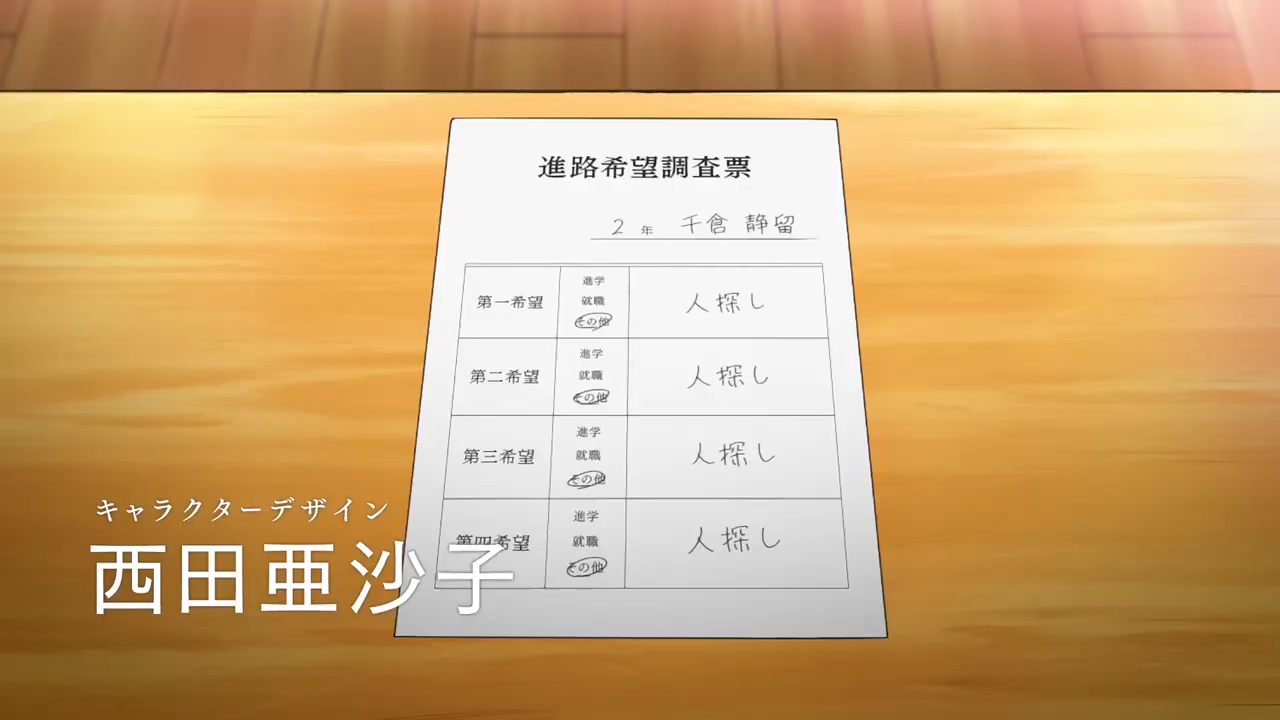 進路希望調査票
2年 千倉 静留
第一希望 進学 就職 その他 人探し
第二希望 進学 就職 その他 人探し
第三希望 進学 就職 その他 人探し
第四希望 進学 就職 その他 人探し
キャラクターデザイン
西田亜沙子